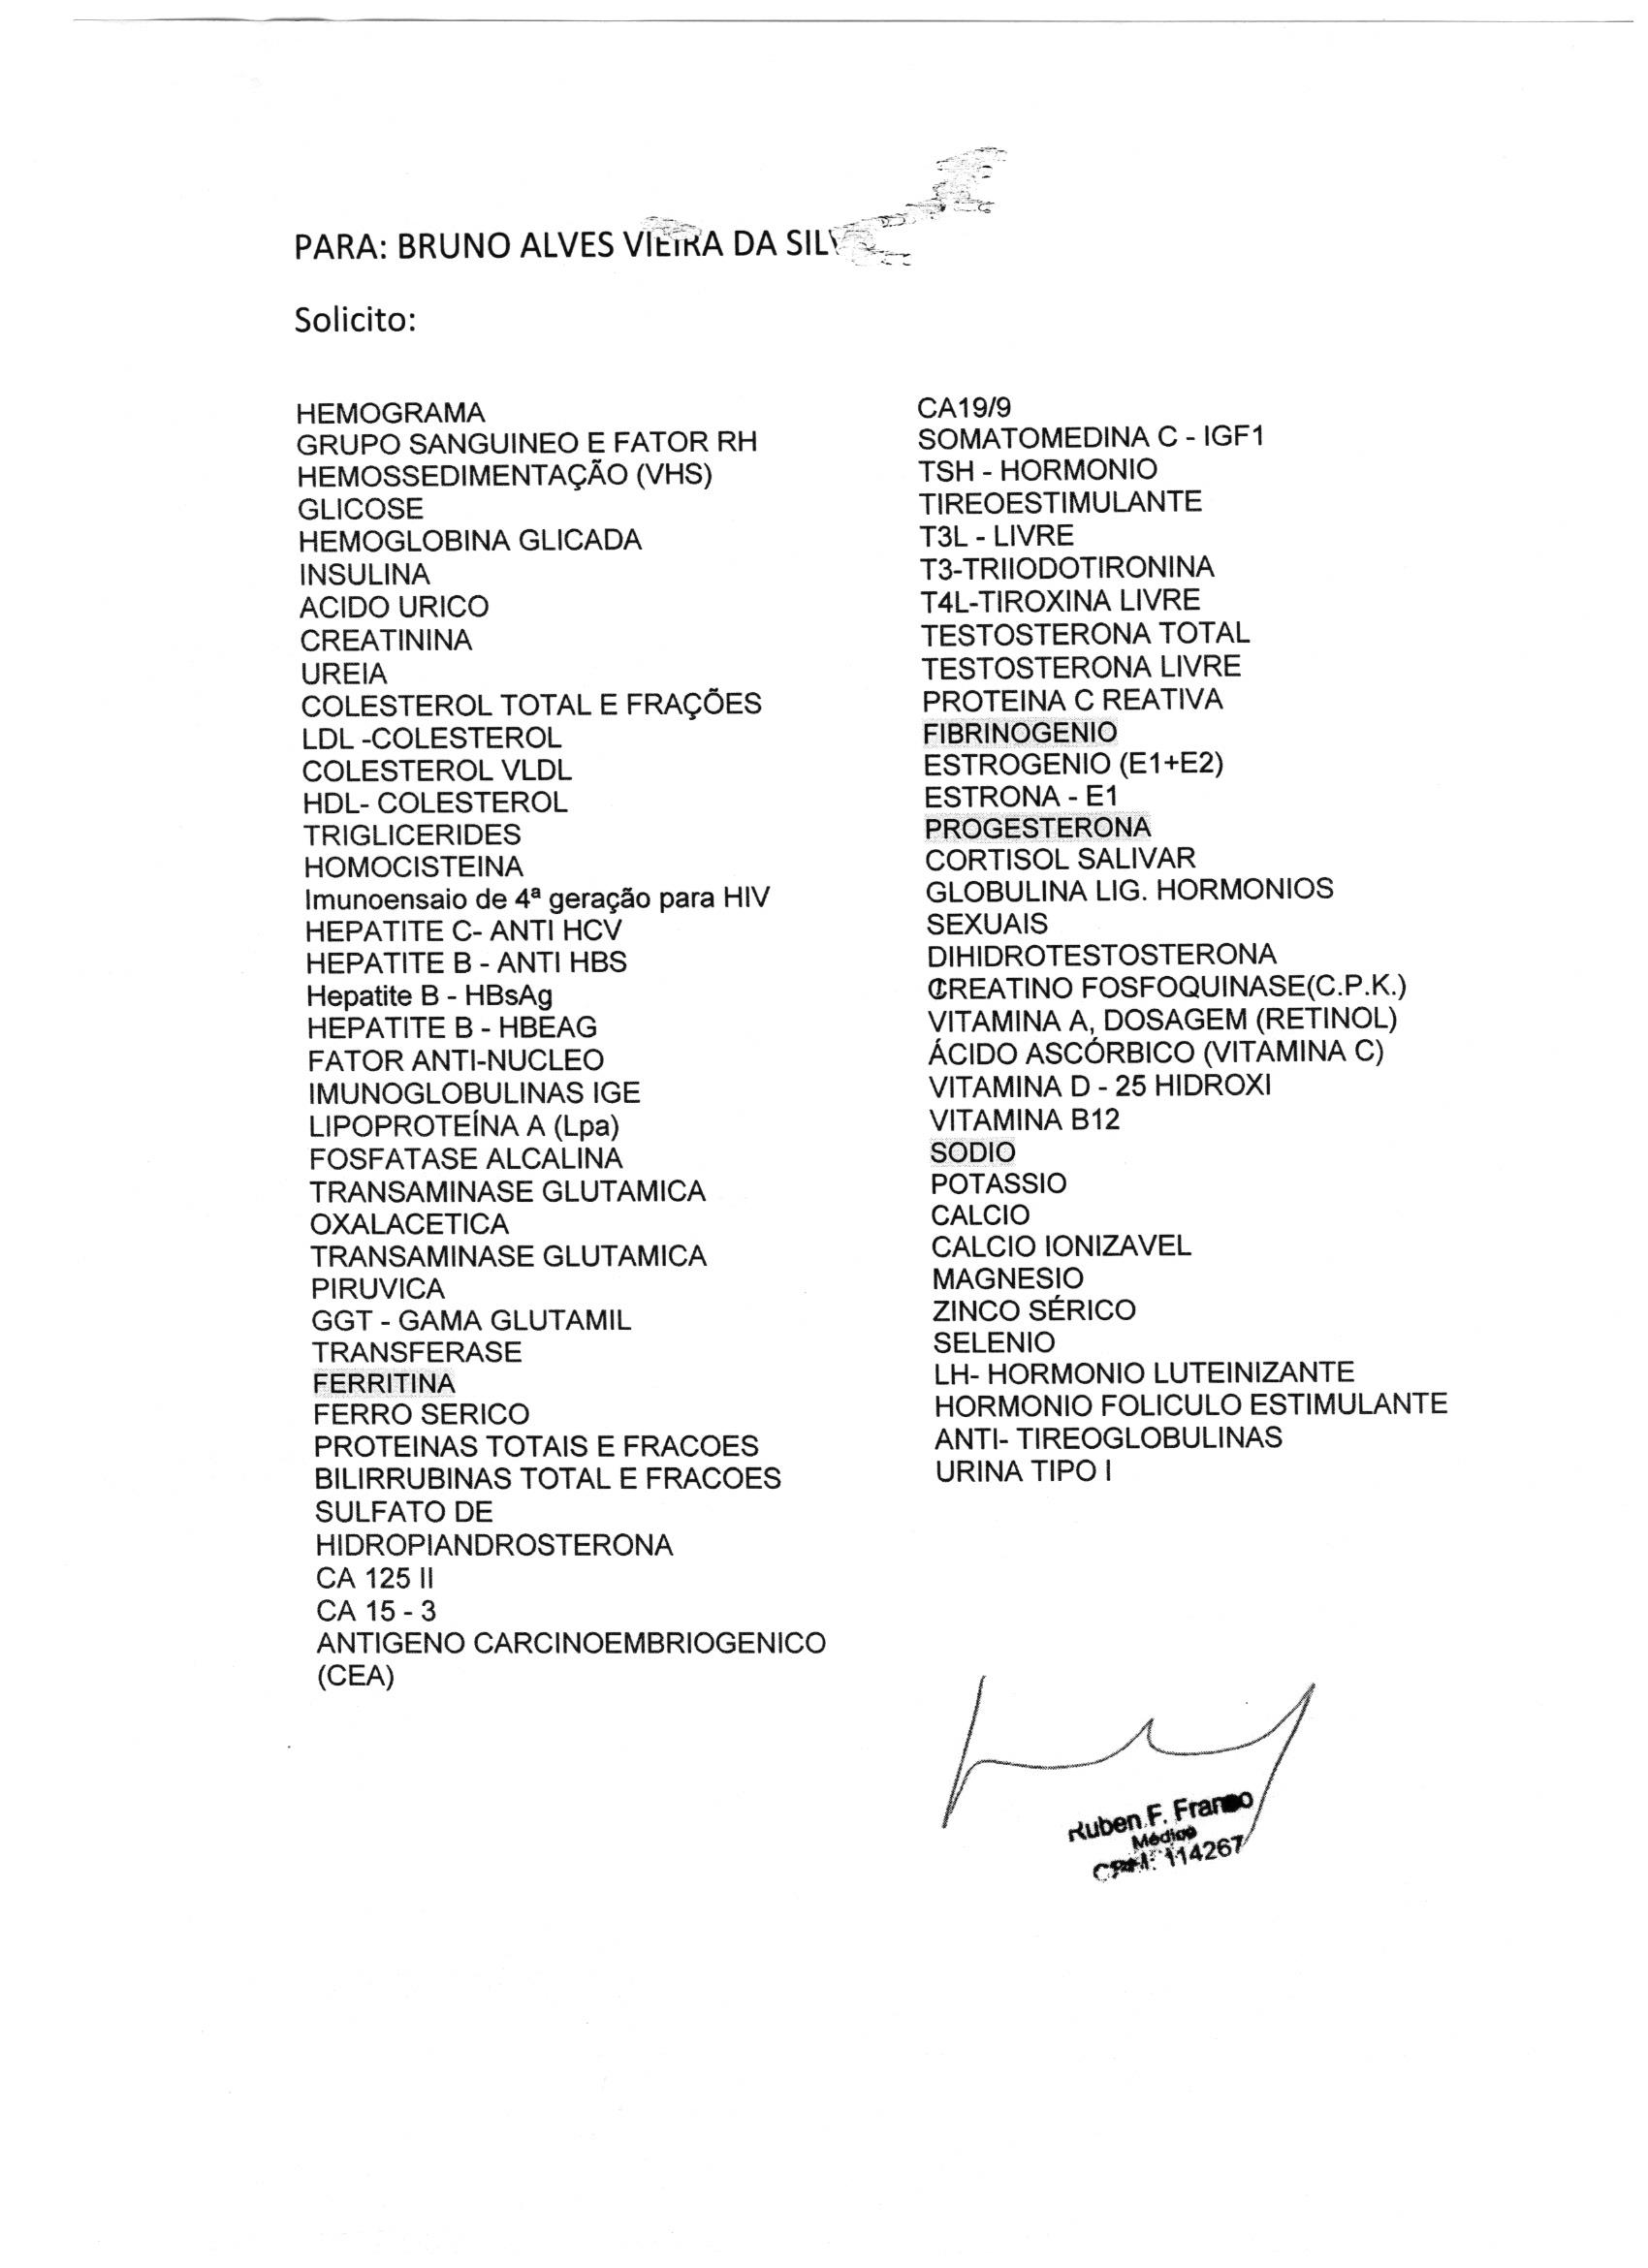 PARA: BRUNO ALVES VIEIRA DA
Solicito:
HEMOGRAMA
GRUPO SANGUINEO E FATOR RH
HEMOSSEDIMENTAÇÃO (VHS)
GLICOSE
HEMOGLOBINA GLICADA
INSULINA
ACIDO URICO
CREATININA
UREIA
COLESTEROL TOTAL E FRAÇÕES
LDL -COLESTEROL
COLESTEROL VLDL
HDL- COLESTEROL
TRIGLICERIDES
HOMOCISTEINA
Imunoensaio de 4ª geração para HIV
HEPATITE C- ANTI HCV
HEPATITE B - ANTI HBS
Hepatite B - HBsAg
HEPATITE B - HBEAG
FATOR ANTI-NUCLEO
IMUNOGLOBULINAS IGE
LIPOPROTEÍNA A (Lpa)
FOSFATASE ALCALINA
TRANSAMINASE GLUTAMICA
OXALACETICA
TRANSAMINASE GLUTAMICA
PIRUVICA
GGT - GAMA GLUTAMIL
TRANSFERASE
FERRITINA
FERRO SERICO
PROTEINAS TOTAIS E FRACOES
BILIRRUBINAS TOTAL E FRACOES
SULFATO DE
HIDROPIANDROSTERONA
CA 125 II
CA 15 - 3
ANTIGENO CARCINOEMBRIOGENICO
(CEA)
CA19/9
SOMATOMEDINA C - IGF1
TSH - HORMONIO
TIREOESTIMULANTE
T3L - LIVRE
T3-TRIIODOTIRONINA
T4L-TIROXINA LIVRE
TESTOSTERONA TOTAL
TESTOSTERONA LIVRE
PROTEINA C REATIVA
FIBRINOGENIO
ESTROGENIO (E1+E2)
ESTRONA - E1
PROGESTERONA
CORTISOL SALIVAR
GLOBULINA LIG. HORMONIOS
SEXUAIS
DIHIDROTESTOSTERONA
CREATINO FOSFOQUINASE(C.P.K.)
VITAMINA A, DOSAGEM (RETINOL)
ÁCIDO ASCÓRBICO (VITAMINA C)
VITAMINA D - 25 HIDROXI
VITAMINA B12
SODIO
POTASSIO
CALCIO
CALCIO IONIZAVEL
MAGNESIO
ZINCO SÉRICO
SELENIO
LH- HORMONIO LUTEINIZANTE
HORMONIO FOLICULO ESTIMULANTE
ANTI- TIREOGLOBULINAS
URINA TIPO I
Ruben F. Franco
Médico
CRM: 114267